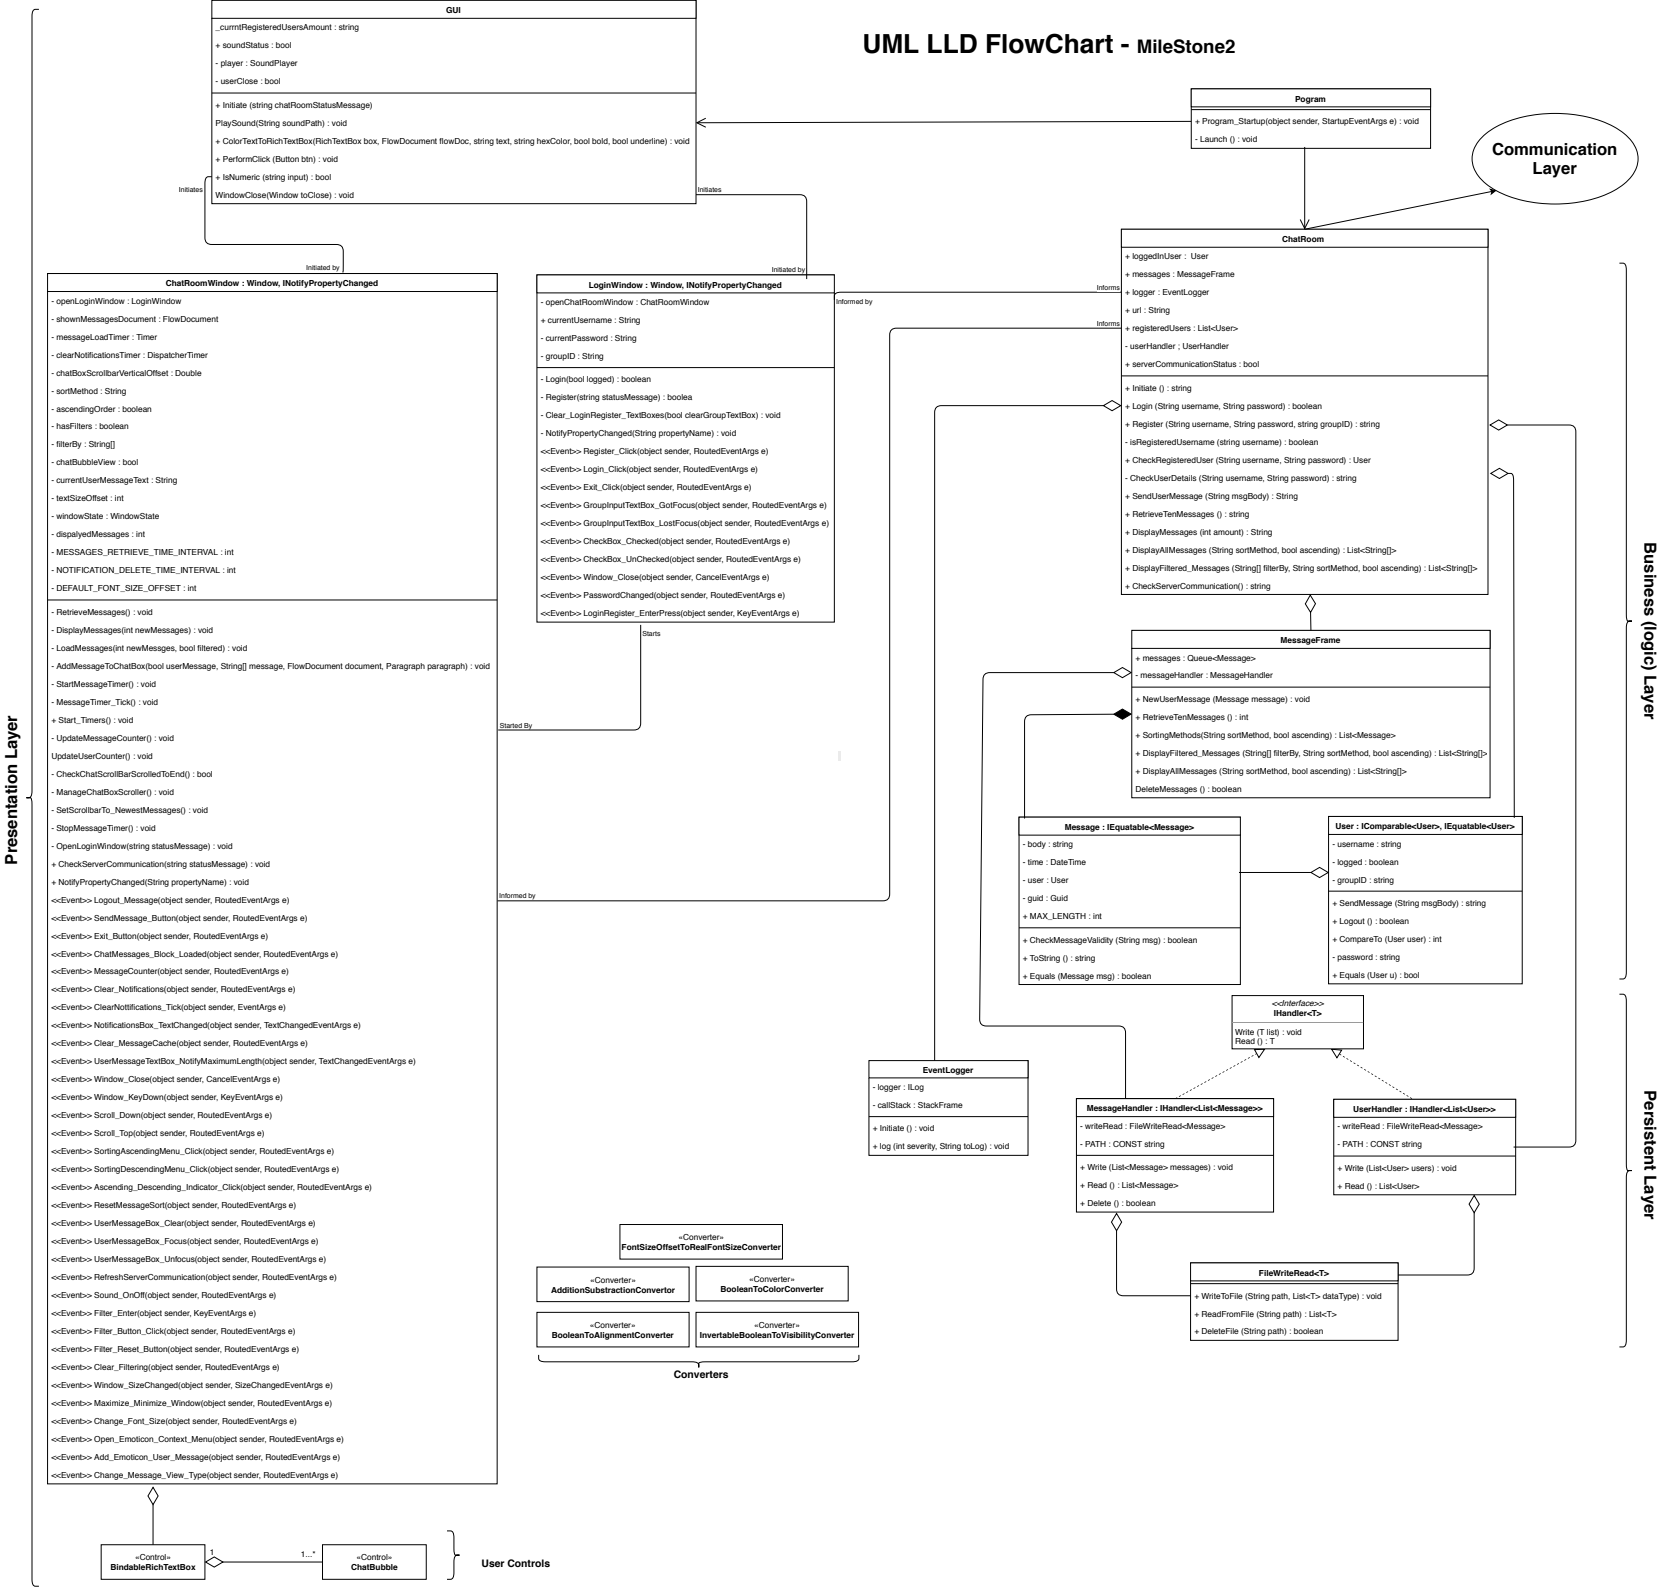 UML LLD FlowChart - MileStone2
GUI
_currntRegisteredUsersAmount : string
+ soundStatus : bool
- player : SoundPlayer
- userClose : bool
+ Initiate (string chatRoomStatusMessage)
PlaySound(String soundPath) : void
+ ColorTextToRichTextBox(RichTextBox box, FlowDocument flowDoc, string text, string hexColor, bool bold, bool underline) : void
+ PerformClick (Button btn) : void
+ IsNumeric (string input) : bool
WindowClose(Window toClose) : void
Initiates
Initiates
Initiated by
Initiated by
Pogram
+ Program_Startup(object sender, StartupEventArgs e) : void
- Launch () : void
Communication
Layer
Presentation Layer
ChatRoomWindow : Window, INotifyPropertyChanged
- openLoginWindow : LoginWindow
- shownMessagesDocument : FlowDocument
- messageLoadTimer : Timer
- clearNotificationsTimer : DispatcherTimer
- chatBoxScrollbarVerticalOffset : Double
- sortMethod : String
- ascendingOrder : boolean
- hasFilters : boolean
- filterBy : String[]
- chatBubbleView : bool
- currentUserMessageText : String
- textSizeOffset : int
- windowState : WindowState
- dispalyedMessages : int
- MESSAGES_RETRIEVE_TIME_INTERVAL : int
- NOTIFICATION_DELETE_TIME_INTERVAL : int
- DEFAULT_FONT_SIZE_OFFSET : int
- RetrieveMessages() : void
- DisplayMessages(int newMessages) : void
- LoadMessages(int newMessnges, bool filtered) : void
- AddMessageToChatBox(bool userMessage, String[] message, FlowDocument document, Paragraph paragraph) : void
- StartMessageTimer() : void
- MessageTimer_Tick() : void
+ Start_Timers() : void
- UpdateMessageCounter() : void
UpdateUserCounter() : void
- CheckChatScrollBarScrolledToEnd() : bool
- ManageChatBoxScroller() : void
- SetScrollbarTo_NewestMessages() : void
- StopMessageTimer() : void
- OpenLoginWindow(string statusMessage) : void
+ CheckServerCommunication(string statusMessage) : void
+ NotifyPropertyChanged(String propertyName) : void
<<Event>> Logout_Message(object sender, RoutedEventArgs e)
<<Event>> SendMessage_Button(object sender, RoutedEventArgs e)
<<Event>> Exit_Button(object sender, RoutedEventArgs e)
<<Event>> ChatMessages_Block_Loaded(object sender, RoutedEventArgs e)
<<Event>> MessageCounter(object sender, RoutedEventArgs e)
<<Event>> Clear_Notifications(object sender, RoutedEventArgs e)
<<Event>> ClearNottifications_Tick(object sender, EventArgs e)
<<Event>> NotificationsBox_TextChanged(object sender, TextChangedEventArgs e)
<<Event>> Clear_MessageCache(object sender, RoutedEventArgs e)
<<Event>> UserMessageTextBox_NotifyMaximumLength(object sender, TextChangedEventArgs e)
<<Event>> Window_Close(object sender, CancelEventArgs e)
<<Event>> Window_KeyDown(object sender, KeyEventArgs e)
<<Event>> Scroll_Down(object sender, RoutedEventArgs e)
<<Event>> Scroll_Top(object sender, RoutedEventArgs e)
<<Event>> SortingAscendingMenu_Click(object sender, RoutedEventArgs e)
<<Event>> SortingDescendingMenu_Click(object sender, RoutedEventArgs e)
<<Event>> Ascending_Descending_Indicator_Click(object sender, RoutedEventArgs e)
<<Event>> ResetMessageSort(object sender, RoutedEventArgs e)
<<Event>> UserMessageBox_Clear(object sender, RoutedEventArgs e)
<<Event>> UserMessageBox_Focus(object sender, RoutedEventArgs e)
<<Event>> UserMessageBox_Unfocus(object sender, RoutedEventArgs e)
<<Event>> RefreshServerCommunication(object sender, RoutedEventArgs e)
<<Event>> Sound_OnOff(object sender, RoutedEventArgs e)
<<Event>> Filter_Enter(object sender, KeyEventArgs e)
<<Event>> Filter_Button_Click(object sender, RoutedEventArgs e)
<<Event>> Filter_Reset_Button(object sender, RoutedEventArgs e)
<<Event>> Clear_Filtering(object sender, RoutedEventArgs e)
<<Event>> Window_SizeChanged(object sender, SizeChangedEventArgs e)
<<Event>> Maximize_Minimize_Window(object sender, RoutedEventArgs e)
<<Event>> Change_Font_Size(object sender, RoutedEventArgs e)
<<Event>> Open_Emoticon_Context_Menu(object sender, RoutedEventArgs e)
<<Event>> Add_Emoticon_User_Message(object sender, RoutedEventArgs e)
<<Event>> Change_Message_View_Type(object sender, RoutedEventArgs e)
LoginWindow : Window, INotifyPropertyChanged
- openChatRoomWindow : ChatRoomWindow
+ currentUsername : String
- currentPassword : String
- groupID : String
- Login(bool logged) : boolean
- Register(string statusMessage) : boolea
- Clear_LoginRegister_TextBoxes(bool clearGroupTextBox) : void
- NotifyPropertyChanged(String propertyName) : void
<<Event>> Register_Click(object sender, RoutedEventArgs e)
<<Event>> Login_Click(object sender, RoutedEventArgs e)
<<Event>> Exit_Click(object sender, RoutedEventArgs e)
<<Event>> GroupInputTextBox_GotFocus(object sender, RoutedEventArgs e)
<<Event>> GroupInputTextBox_LostFocus(object sender, RoutedEventArgs e)
<<Event>> CheckBox_Checked(object sender, RoutedEventArgs e)
<<Event>> CheckBox_UnChecked(object sender, RoutedEventArgs e)
<<Event>> Window_Close(object sender, CancelEventArgs e)
<<Event>> PasswordChanged(object sender, RoutedEventArgs e)
<<Event>> LoginRegister_EnterPress(object sender, KeyEventArgs e)
Starts
Started By
Informed by
Informed by
Informs
Informs
ChatRoom
+ loggedInUser : User
+ messages : MessageFrame
+ logger : EventLogger
+ url : String
+ registeredUsers : List<User>
- userHandler ; UserHandler
+ serverCommunicationStatus : bool
+ Initiate () : string
+ Login (String username, String password) : boolean
+ Register (String username, String password, string groupID) : string
- isRegisteredUsername (string username) : boolean
+ CheckRegisteredUser (String username, String password) : User
- CheckUserDetails (String username, String password) : string
+ SendUserMessage (String msgBody) : String
+ RetrieveTenMessages () : string
+ DisplayMessages (int amount) : String
+ DisplayAllMessages (String sortMethod, bool ascending) : List<String[]>
+ DisplayFiltered_Messages (String[] filterBy, String sortMethod, bool ascending) : List<String[]>
+ CheckServerCommunication() : string
Business (logic) Layer
MessageFrame
+ messages : Queue<Message>
- messageHandler : MessageHandler
+ NewUserMessage (Message message) : void
+ RetrieveTenMessages () : int
+ SortingMethods(String sortMethod, bool ascending) : List<Message>
+ DisplayFiltered_Messages (String[] filterBy, String sortMethod, bool ascending) : List<String[]>
+ DisplayAllMessages (String sortMethod, bool ascending) : List<String[]>
DeleteMessages () : boolean
Message : IEquatable<Message>
- body : string
- time : DateTime
- user : User
- guid : Guid
+ MAX_LENGTH : int
+ CheckMessageValidity (String msg) : boolean
+ ToString () : string
+ Equals (Message msg) : boolean
User : IComparable<User>, IEquatable<User>
- username : string
- logged : boolean
- groupID : string
+ SendMessage (String msgBody) : string
+ Logout () : boolean
+ CompareTo (User user) : int
- password : string
+ Equals (User u) : bool
<<Interface>>
IHandler<T>
Write (T list) : void
Read () : T
EventLogger
- logger : ILog
- callStack : StackFrame
+ Initiate () : void
+ log (int severity, String toLog) : void
MessageHandler : IHandler<List<Message>>
- writeRead : FileWriteRead<Message>
- PATH : CONST string
+ Write (List<Message> messages) : void
+ Read () : List<Message>
+ Delete () : boolean
UserHandler : IHandler<List<User>>
- writeRead : FileWriteRead<Message>
- PATH : CONST string
+ Write (List<User> users) : void
+ Read () : List<User>
Persistent Layer
FileWriteRead<T>
+ WriteToFile (String path, List<T> dataType) : void
+ ReadFromFile (String path) : List<T>
+ DeleteFile (String path) : boolean
«Converter»
FontSizeOffsetToRealFontSizeConverter
«Converter»
AdditionSubstractionConvertor
«Converter»
BooleanToColorConverter
«Converter»
BooleanToAlignmentConverter
«Converter»
InvertableBooleanToVisibilityConverter
Converters
«Control»
BindableRichTextBox
1
1...*
«Control»
ChatBubble
User Controls